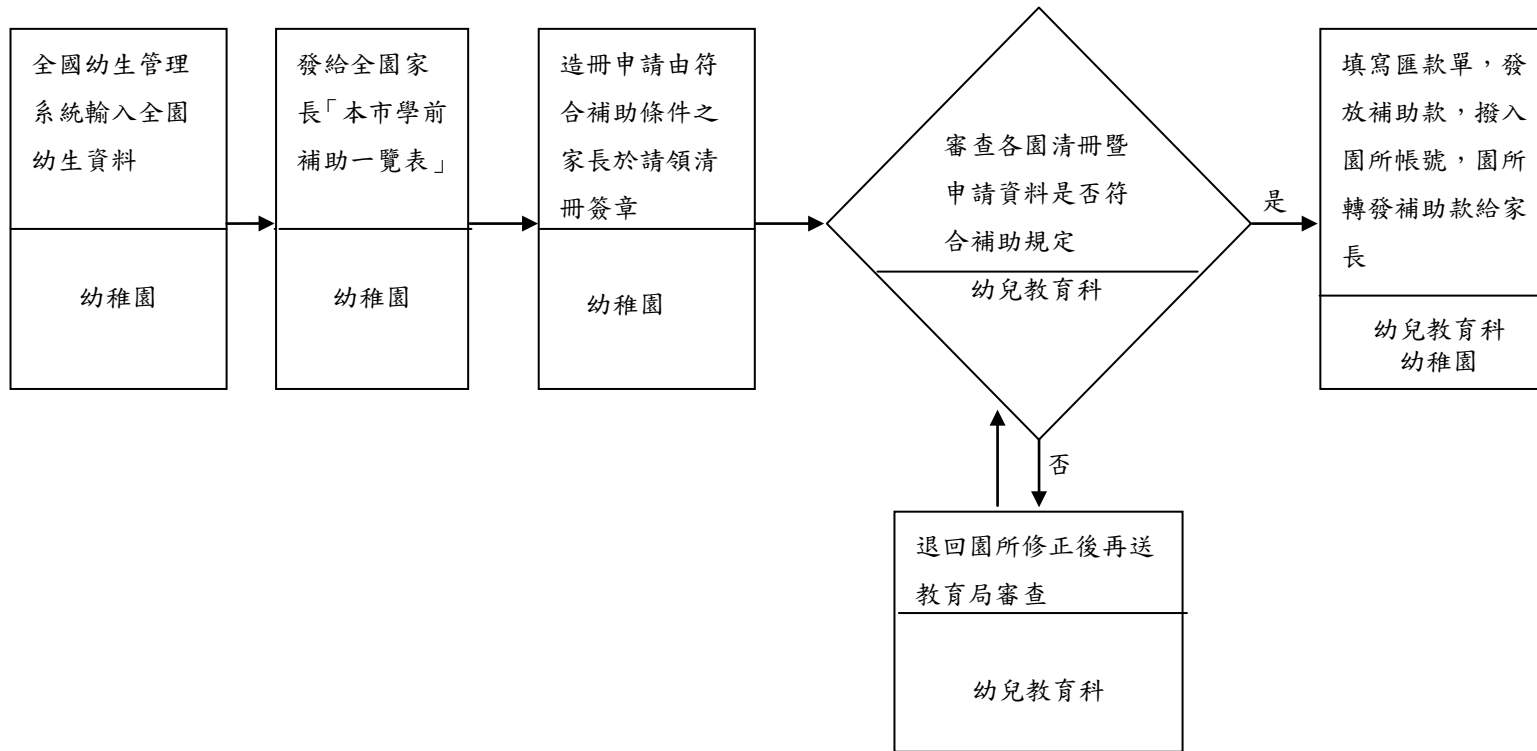 全國幼生管理
系統輸入全園
幼生資料
幼稚園
發給全園家
長「本市學前
補助一覽表」
幼稚園
造冊申請由符
合補助條件之
家長於請領清
冊簽章
幼稚園
審查各園清冊暨
申請資料是否符
合補助規定
幼兒教育科
是
填寫匯款單，發
放補助款，撥入
園所帳號，園所
轉發補助款給家
長
幼兒教育科
幼稚園
否
退回園所修正後再送
教育局審查
幼兒教育科